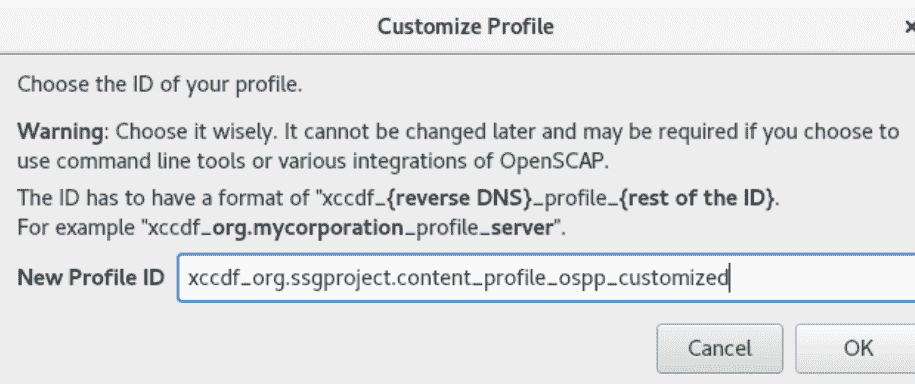 Customize Profile
Choose the ID of your profile.
Warning: Choose it wisely. It cannot be changed later and may be required if you choose to
use command line tools or various integrations of OpenSCAP.
The ID has to have a format of "xccdf_{reverse DNS}_profile_{rest of the ID}.
For example "xccdf_org.mycorporation_profile_server".
New Profile ID xccdf_org.ssgproject.content_profile_ospp_customized
Cancel OK